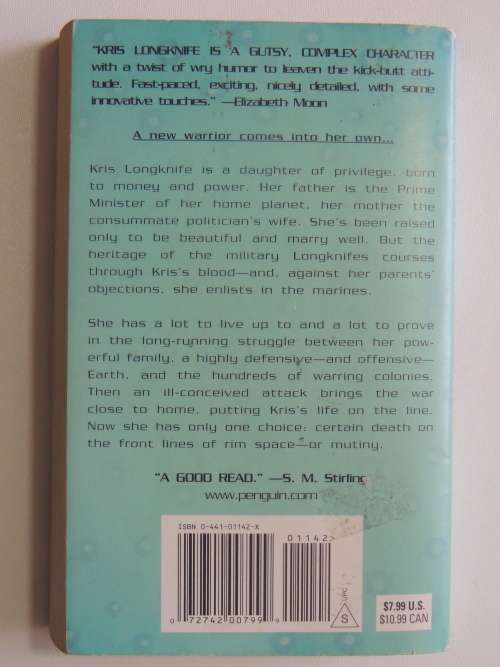 "KRIS LONGKNIFE IS A GUTSY, COMPLEX CHARACTER
with a twist of wry humor to leaven the kick-butt atti-
tude. Fast-paced, exciting, nicely detailed, with some
innovative touches." —Elizabeth Moon
A new warrior comes into her own...
Kris Longknife is a daughter of privilege, born
to money and power. Her father is the Prime
Minister of her home planet, her mother the
consummate politician's wife. She's been raised
only to be beautiful and marry well. But the
heritage of the military Longknifes courses
through Kris's blood—and, against her parents'
objections, she enlists in the marines.
She has a lot to live up to and a lot to prove
in the long-running struggle between her pow-
erful family, a highly defensive—and offensive—
Earth, and the hundreds of warring colonies.
Then an ill-conceived attack brings the war
close to home, putting Kris's life on the line.
Now she has only one choice: certain death on
the front lines of rim space—or mutiny.
"A GOOD READ." —S. M. Stirling
www.penguin.com
ISBN 0-441-01142-X
01142
0 72742 00799 9
S
$7.99 U.S.
$10.99 CAN